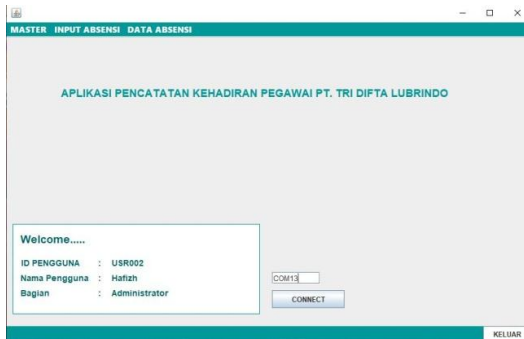 MASTER INPUT ABSENSI DATA ABSENSI
APLIKASI PENCATATAN KEHADIRAN PEGAWAI PT. TRI DIFTA LUBRINDO
Welcome.....
ID PENGGUNA : USR002
Nama Pengguna : Hafizh
Bagian : Administrator
COM13
CONNECT
KELUAR